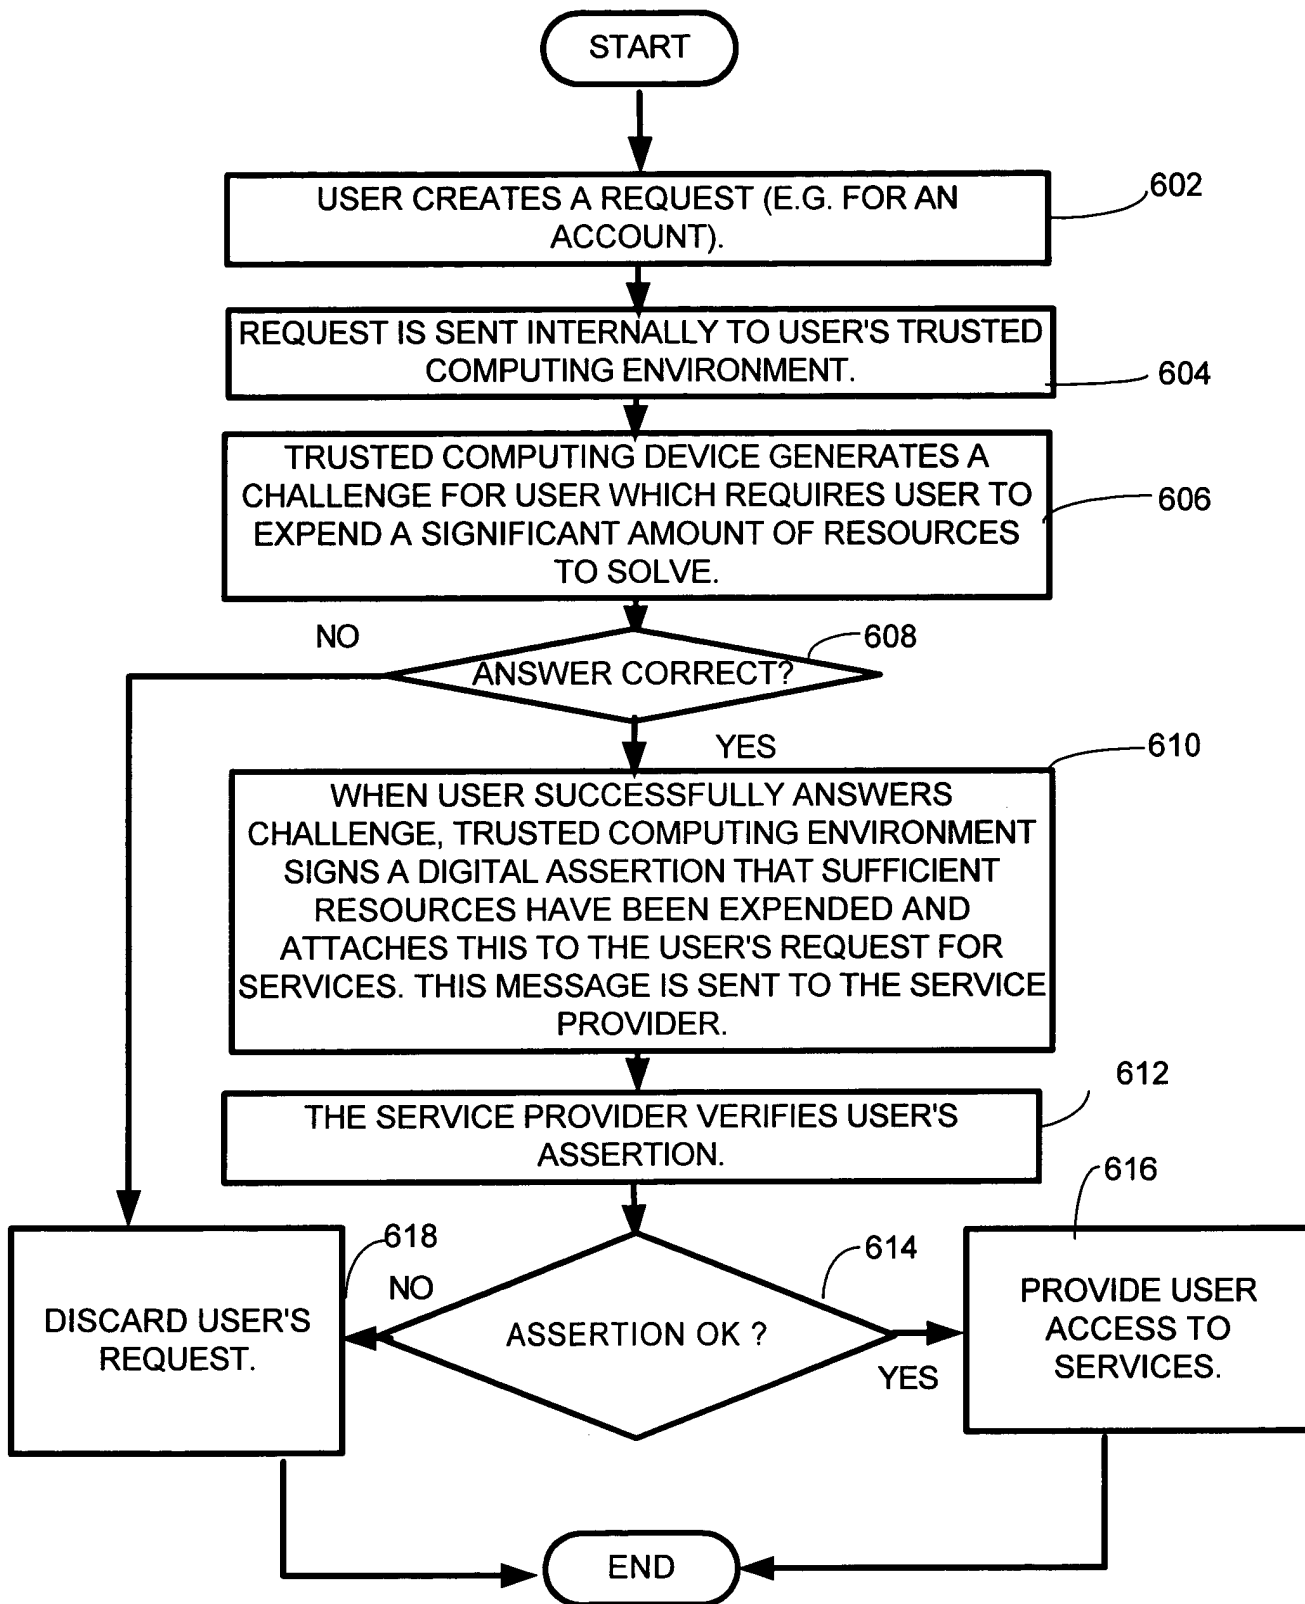 START
USER CREATES A REQUEST (E.G. FOR AN
ACCOUNT).
602
REQUEST IS SENT INTERNALLY TO USER'S TRUSTED
COMPUTING ENVIRONMENT.
604
TRUSTED COMPUTING DEVICE GENERATES A
CHALLENGE FOR USER WHICH REQUIRES USER TO
EXPEND A SIGNIFICANT AMOUNT OF RESOURCES
TO SOLVE.
606
NO
608
ANSWER CORRECT?
YES
610
WHEN USER SUCCESSFULLY ANSWERS
CHALLENGE, TRUSTED COMPUTING ENVIRONMENT
SIGNS A DIGITAL ASSERTION THAT SUFFICIENT
RESOURCES HAVE BEEN EXPENDED AND
ATTACHES THIS TO THE USER'S REQUEST FOR
SERVICES. THIS MESSAGE IS SENT TO THE SERVICE
PROVIDER.
612
THE SERVICE PROVIDER VERIFIES USER'S
ASSERTION.
616
618
614
NO
ASSERTION OK ?
YES
DISCARD USER'S
REQUEST.
PROVIDE USER
ACCESS TO
SERVICES.
END